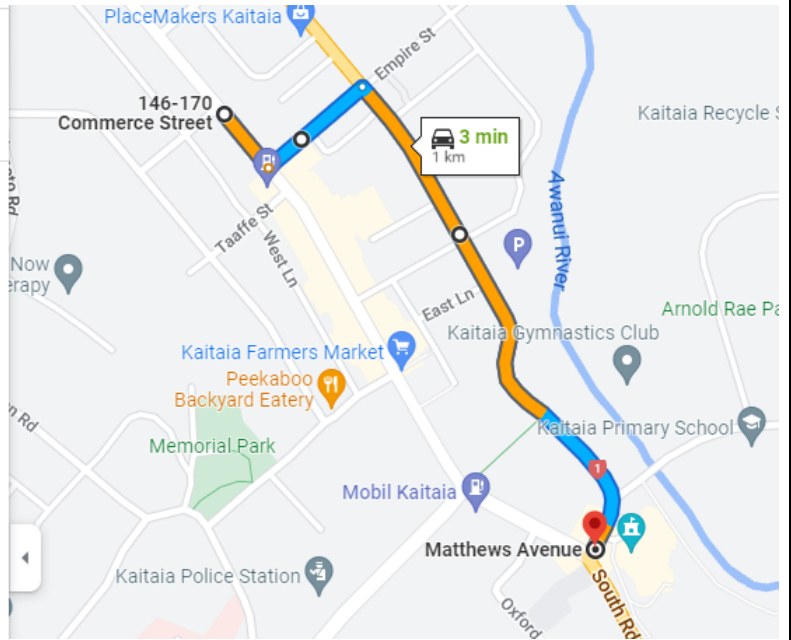 PlaceMakers Kaitaia
Empire St
146-170
Commerce Street
3 min
1 km
Kaitaia Recycle
Awanui River
Taaffe St
West Ln
P
Now
erapy
East Ln
Arnold Rae Pa
Kaitaia Gymnastics Club
Kaitaia Farmers Market
Peekaboo
Backyard Eatery
Rd
Kaitaia Primary School
Memorial Park
1
Mobil Kaitaia
Matthews Avenue
Kaitaia Police Station
South Rd
Oxford